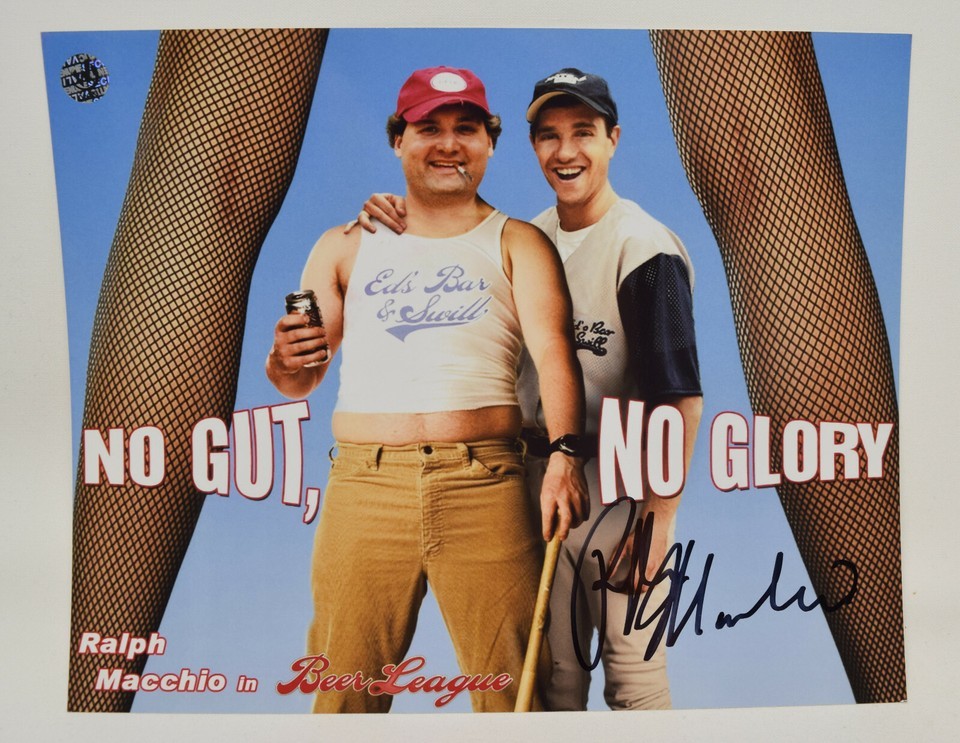 Ed's Bar
& Swill
Ed's Bar
& Swill
NO GUT,
NO GLORY
Ralph
Macchio in
Beer League